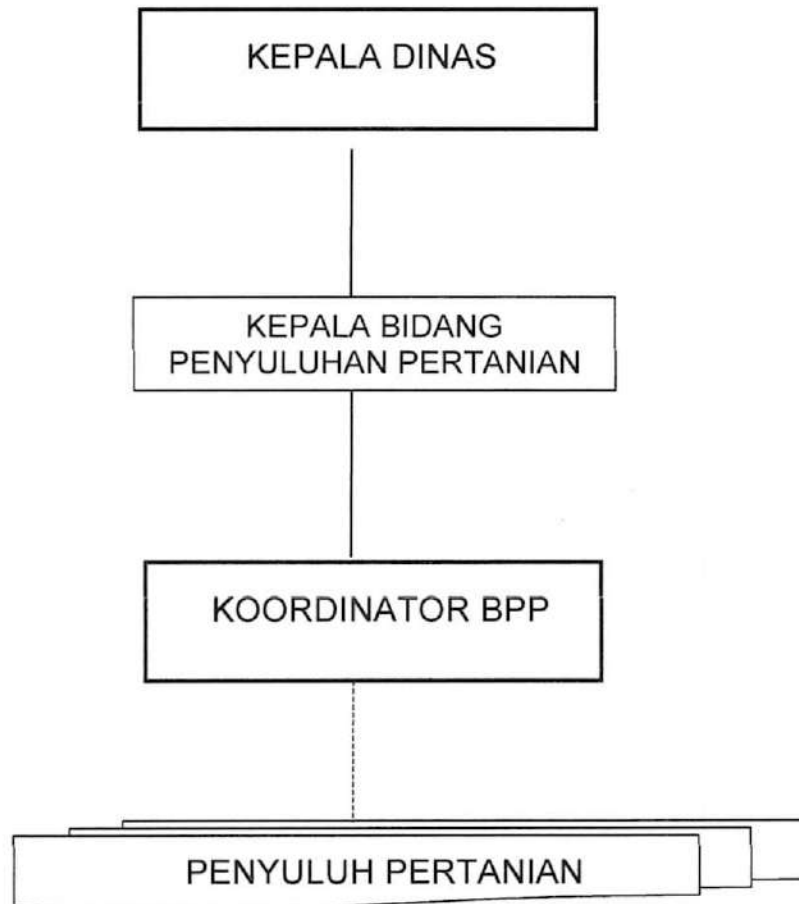 KEPALA DINAS
KEPALA BIDANG
PENYULUHAN PERTANIAN
KOORDINATOR BPP
PENYULUH PERTANIAN